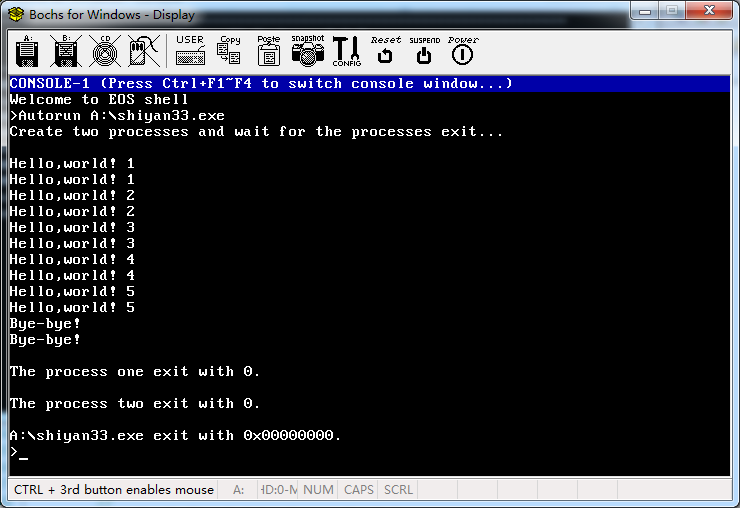 Bochs for Windows - Display
A: B: CD USER Copy Paste snapshot CONFIG Reset SUSPEND Power
CONSOLE-1 (Press Ctrl+F1~F4 to switch console window...)
Welcome to EOS shell
>Autorun A:\shiyan33.exe
Create two processes and wait for the processes exit...
Hello,world! 1
Hello,world! 1
Hello,world! 2
Hello,world! 2
Hello,world! 3
Hello,world! 3
Hello,world! 4
Hello,world! 4
Hello,world! 5
Hello,world! 5
Bye-bye!
Bye-bye!
The process one exit with 0.
The process two exit with 0.
A:\shiyan33.exe exit with 0x00000000.
>_
CTRL + 3rd button enables mouse A: HD:0-M NUM CAPS SCRL